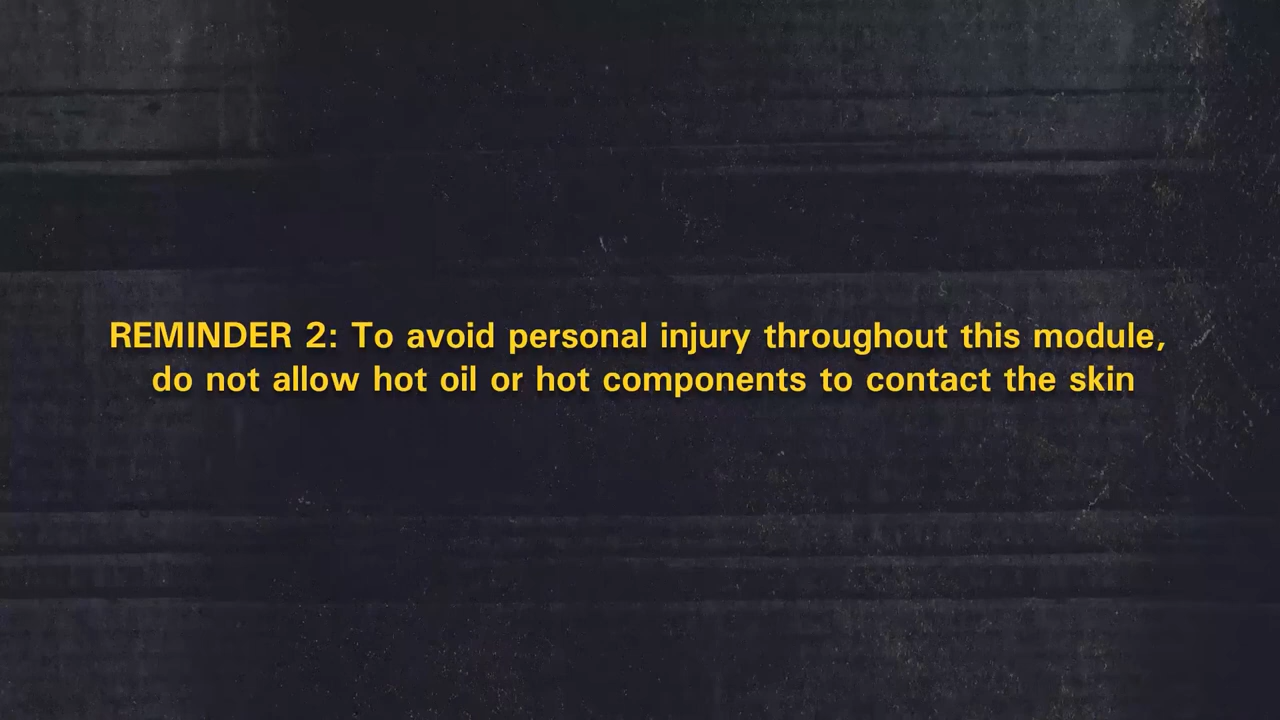 REMINDER 2: To avoid personal injury throughout this module,
do not allow hot oil or hot components to contact the skin